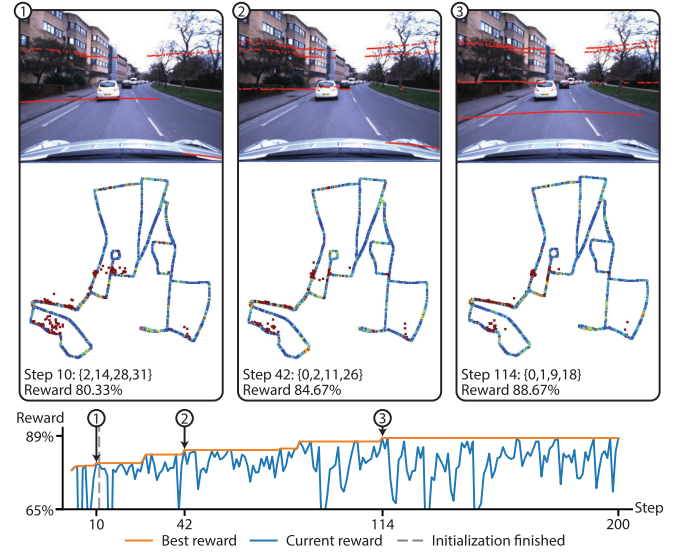 1
2
3
Step 10: {2,14,28,31}
Reward 80.33%
Step 42: {0,2,11,26}
Reward 84.67%
Step 114: {0,1,9,18}
Reward 88.67%
Reward
89%
65%
1
2
3
10
42
114
200
Step
Best reward
Current reward
Initialization finished